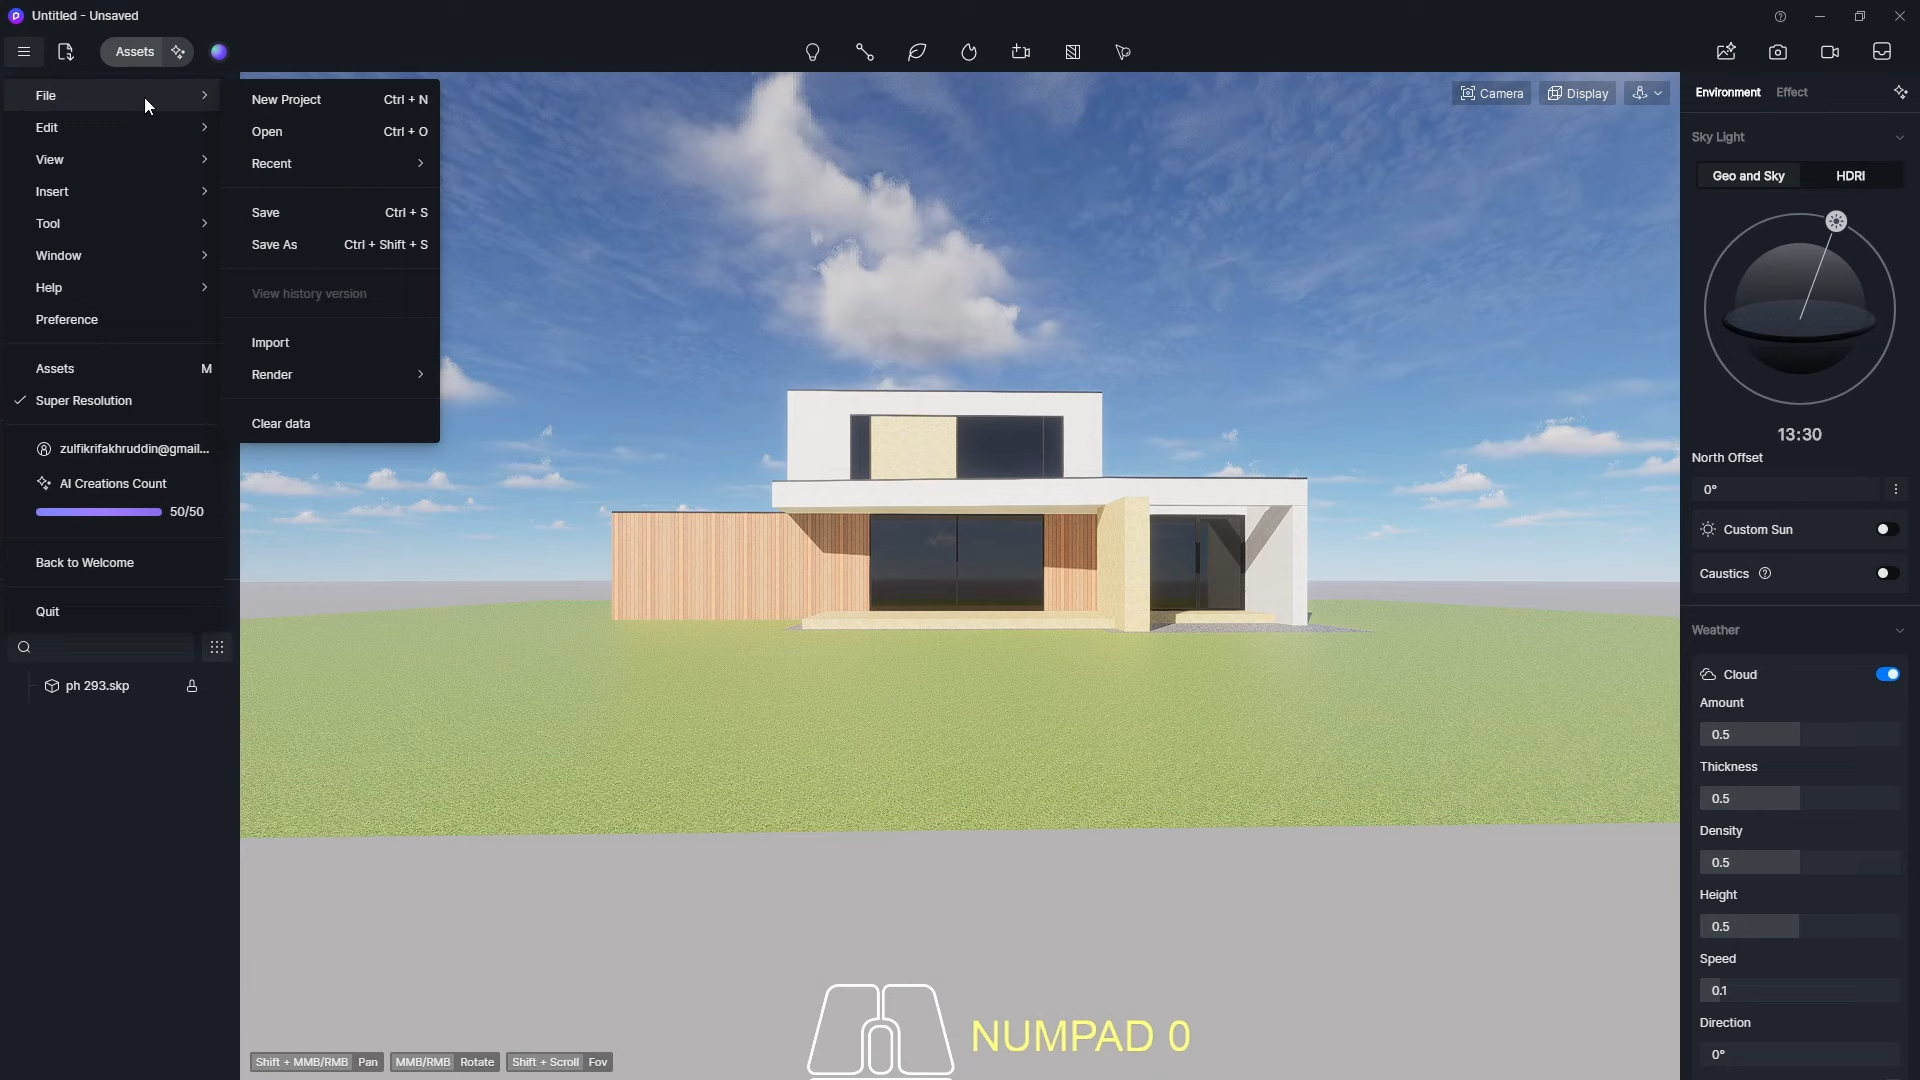 Untitled - Unsaved
Assets
File
Edit
View
Insert
Tool
Window
Help
Preference
Assets M
Super Resolution
zulfikrifakhruddin@gmail...
AI Creations Count
50/50
Back to Welcome
Quit
ph 293.skp
New Project Ctrl + N
Open Ctrl + O
Recent
Save Ctrl + S
Save As Ctrl + Shift + S
View history version
Import
Render
Clear data
Camera
Display
Shift + MMB/RMB Pan
MMB/RMB Rotate
Shift + Scroll Fov
NUMPAD 0
Environment Effect
Sky Light
Geo and Sky HDRI
13:30
North Offset
0°
Custom Sun
Caustics
Weather
Cloud
Amount
0.5
Thickness
0.5
Density
0.5
Height
0.5
Speed
0.1
Direction
0°